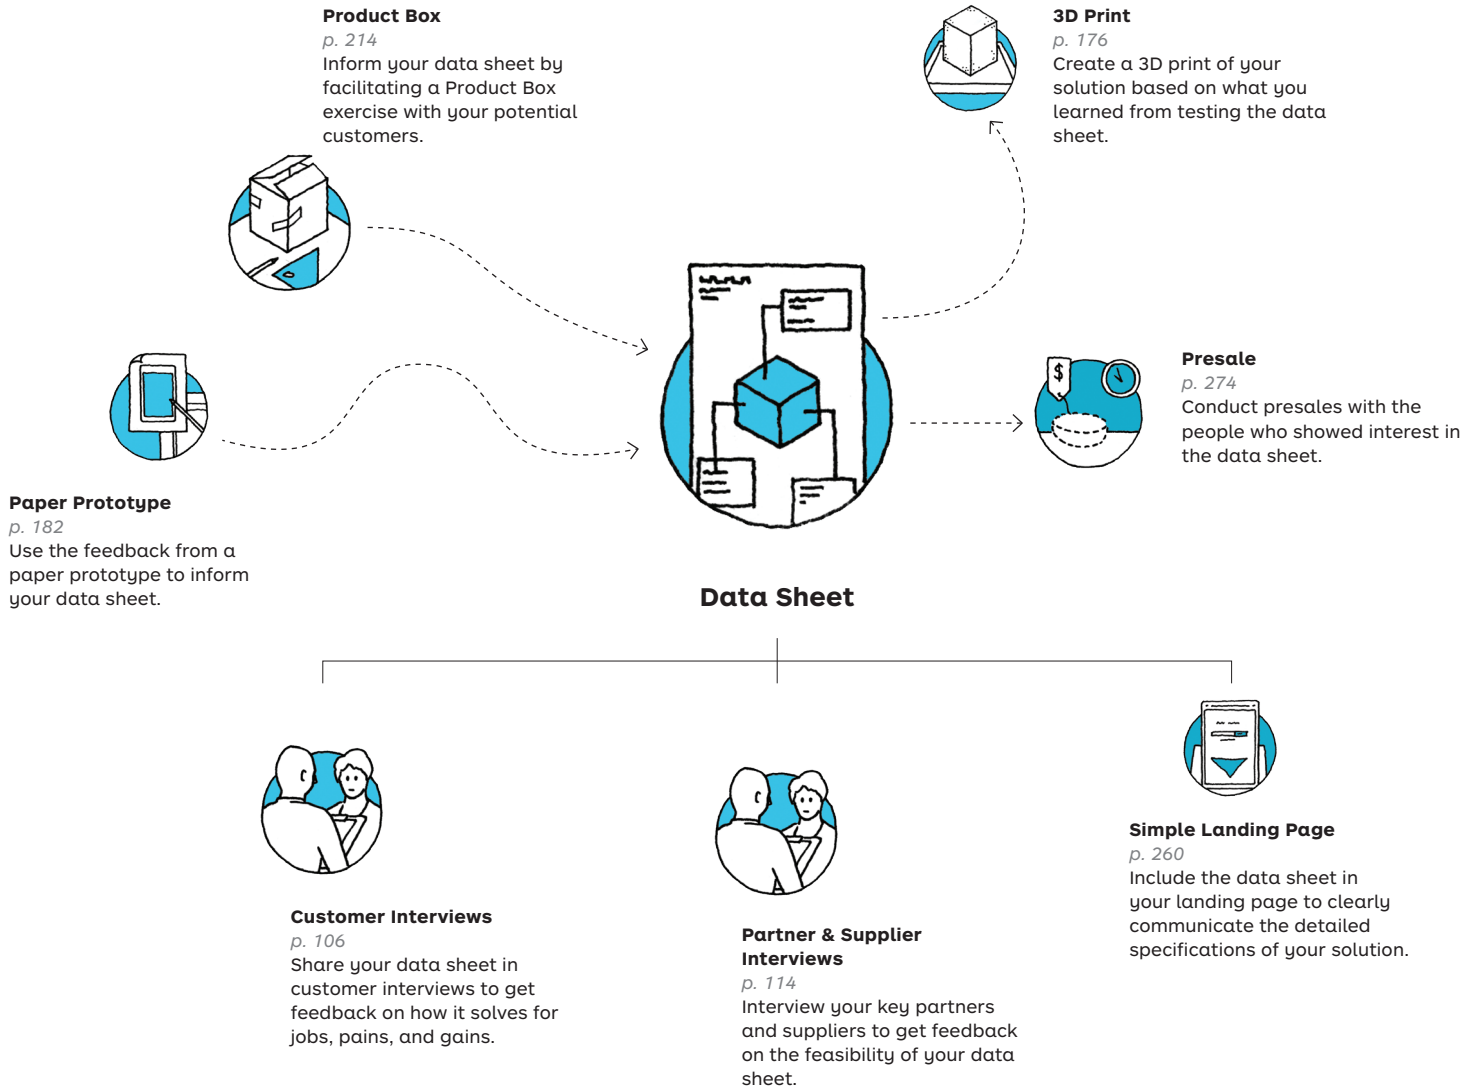 Product Box
p. 214
Inform your data sheet by
facilitating a Product Box
exercise with your potential
customers.
3D Print
p. 176
Create a 3D print of your
solution based on what you
learned from testing the data
sheet.
$
Presale
p. 274
Conduct presales with the
people who showed interest in
the data sheet.
Paper Prototype
p. 182
Use the feedback from a
paper prototype to inform
your data sheet.
Data Sheet
Customer Interviews
p. 106
Share your data sheet in
customer interviews to get
feedback on how it solves for
jobs, pains, and gains.
Partner & Supplier
Interviews
p. 114
Interview your key partners
and suppliers to get feedback
on the feasibility of your data
sheet.
Simple Landing Page
p. 260
Include the data sheet in
your landing page to clearly
communicate the detailed
specifications of your solution.